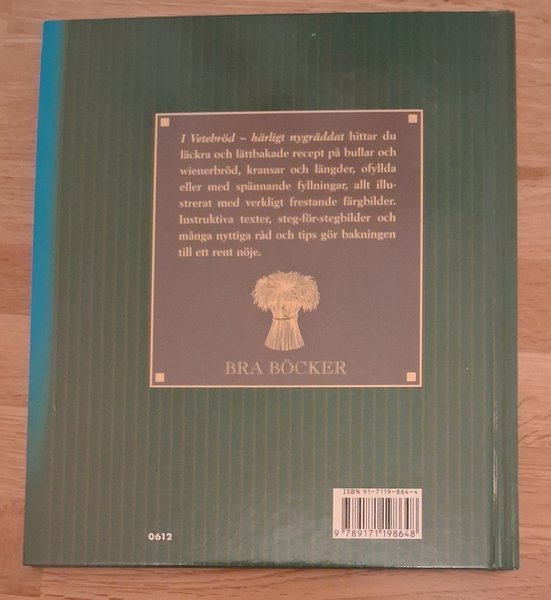 I Vetebröd – härligt nygräddat hittar du
läckra och lättbakade recept på bullar och
wienerbröd, kransar och längder, ofyllda
eller med spännande fyllningar, allt illu-
strerat med verkligt frestande färgbilder.
Instruktiva texter, steg-för-stegbilder och
många nyttiga råd och tips gör bakningen
till ett rent nöje.
BRA BÖCKER
ISBN 91-7119-864-4
9 789171 198648
0612